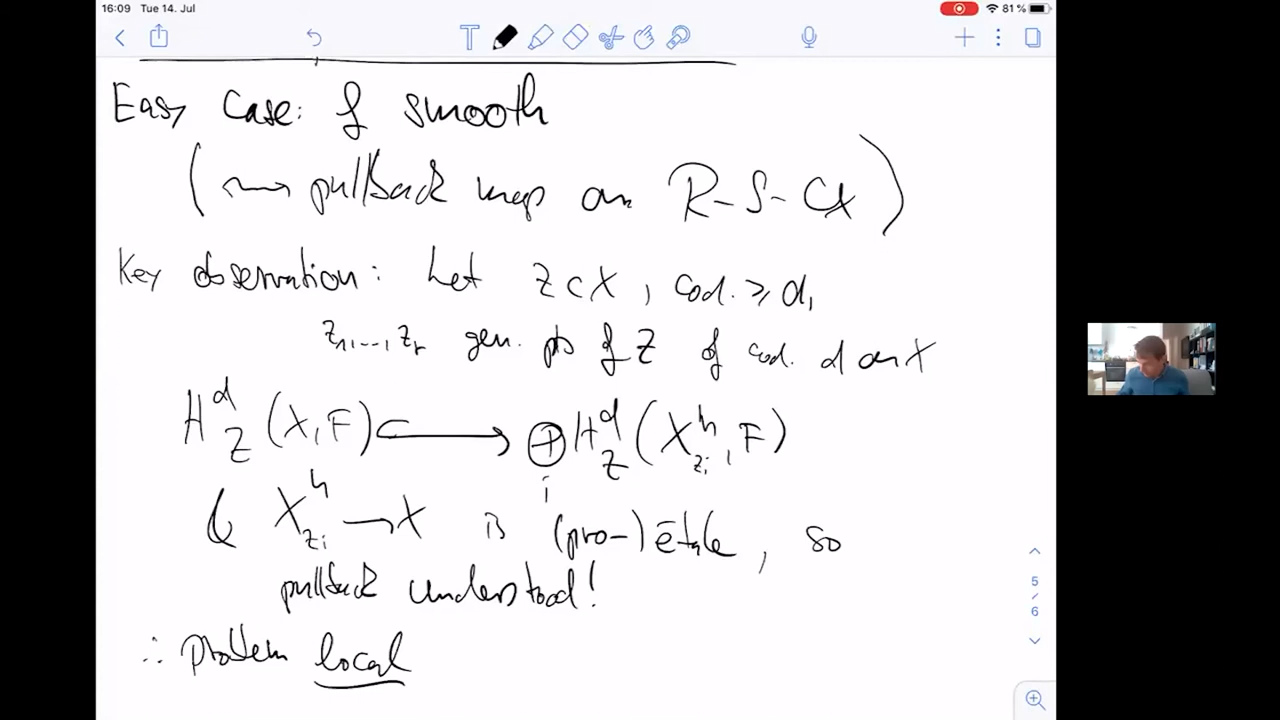 16:09 Tue 14. Jul 81 %
Easy Case: f smooth
(⇝ pullback map on R-S-Cx)
Key observation: Let Z ⊂ X, cod. ≥ d,
z₁,...,zᵣ gen. pts of Z of cod. d on X
H^d_Z (X, F) ↪ ⊕_i H^d_Z (X^h_{z_i}, F)
& X^h_{z_i} → X is (pro-)étale, so
pullback understood!
∴ Problem local
5
/
6